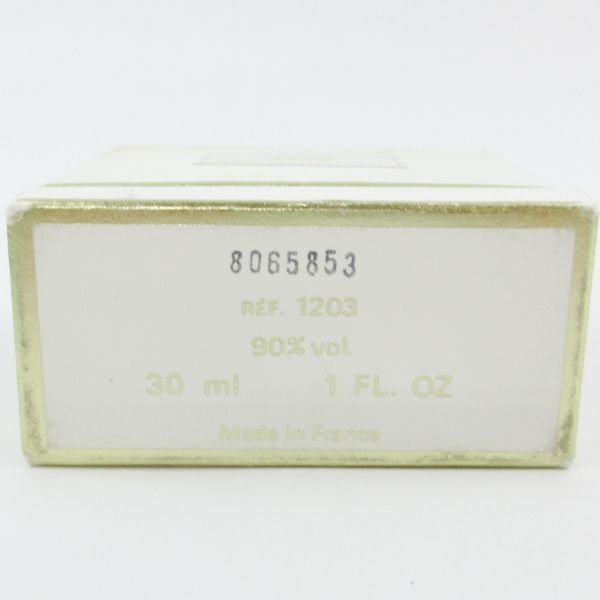 8065853
RÉF. 1203
90% vol.
30 ml 1 FL. OZ
Made in France